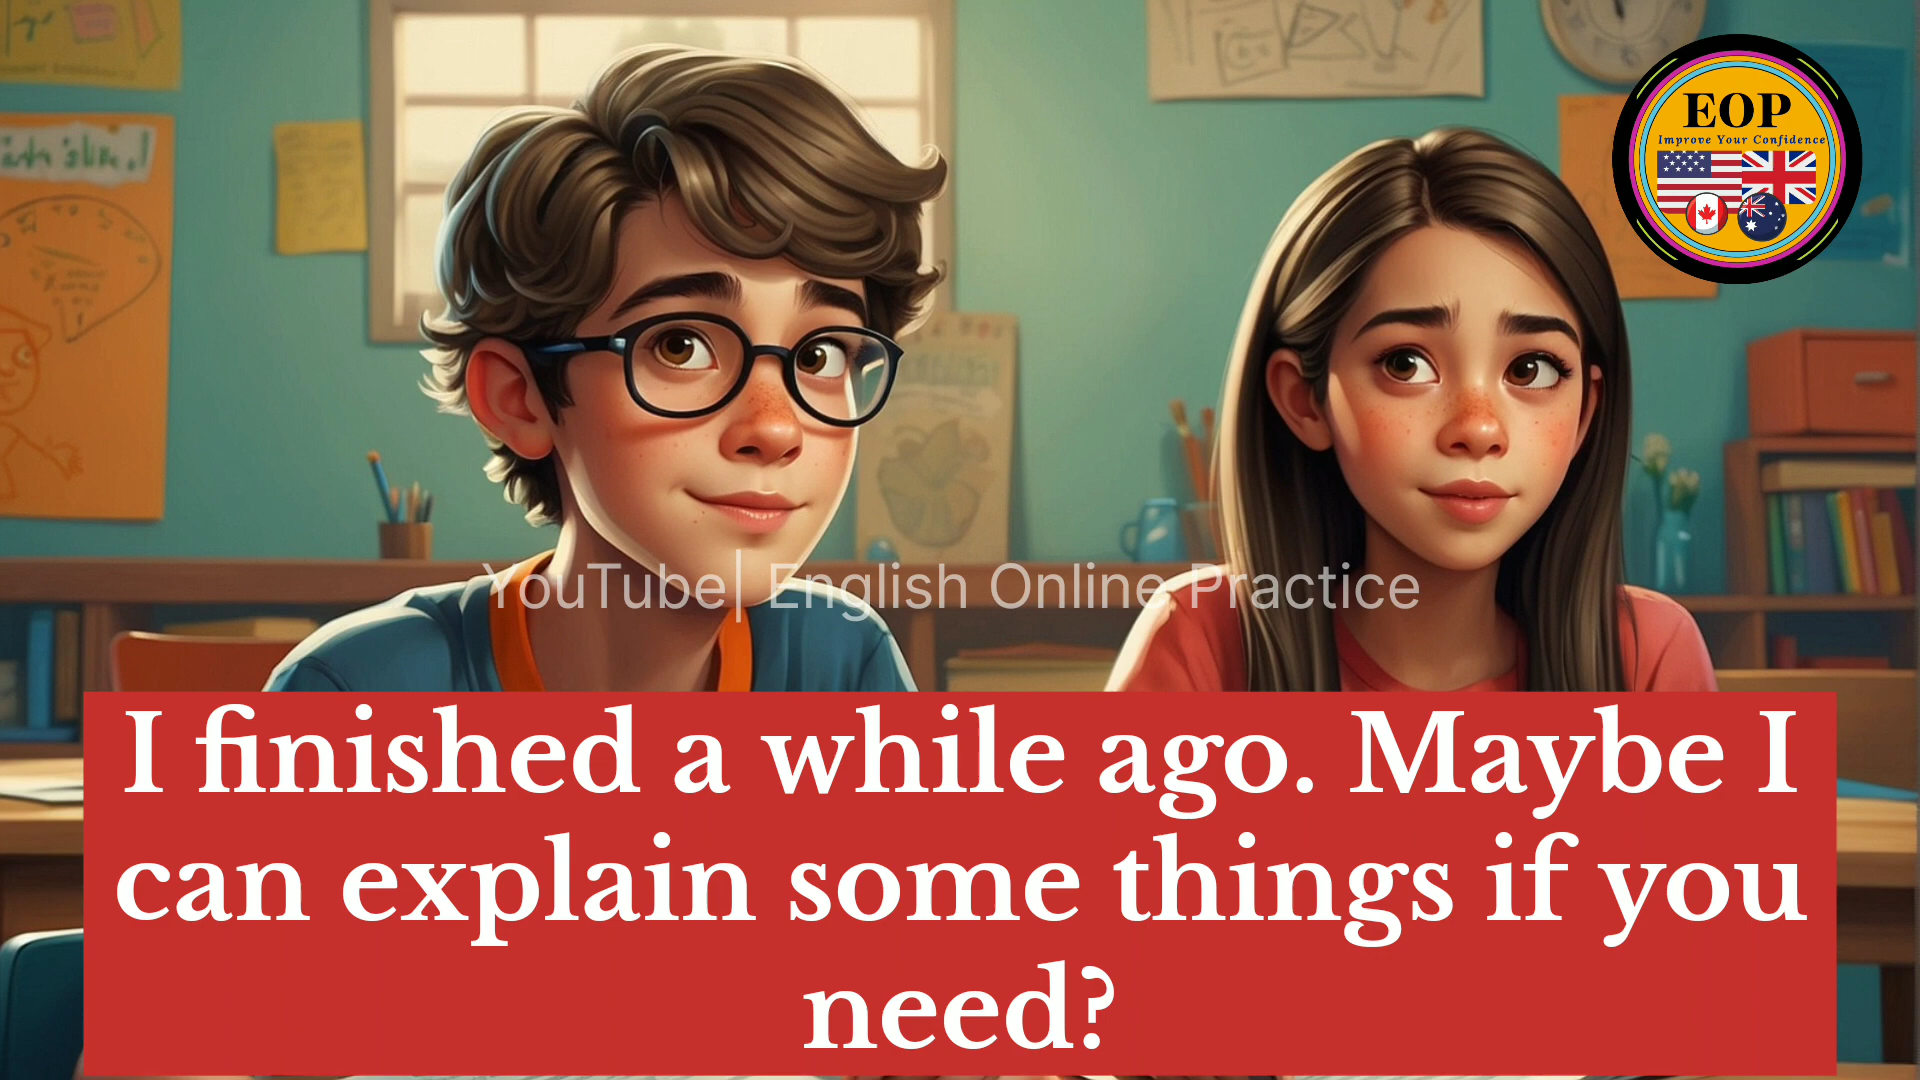 EOP
Improve Your Confidence
YouTube| English Online Practice
I finished a while ago. Maybe I
can explain some things if you
need?